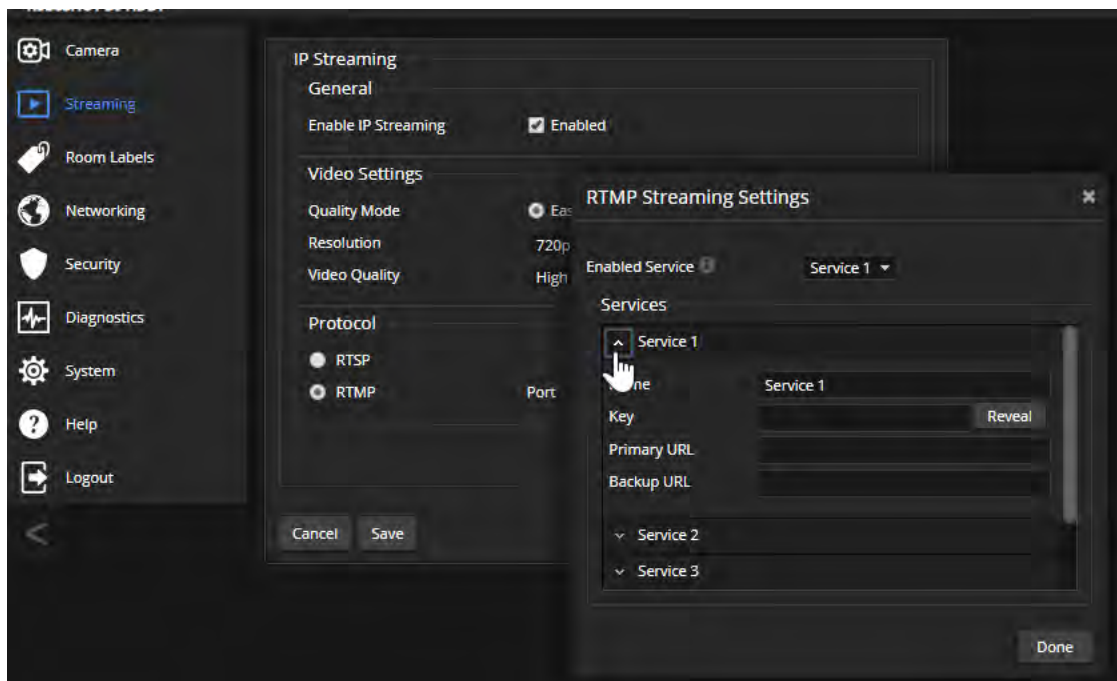 Camera
Streaming
Room Labels
Networking
Security
Diagnostics
System
Help
Logout
IP Streaming
General
Enable IP Streaming Enabled
Video Settings
Quality Mode
Resolution 720p
Video Quality High
Protocol
RTSP
RTMP Port
Cancel Save
RTMP Streaming Settings
Enabled Service Service 1
Services
Service 1
Service 1
Key Reveal
Primary URL
Backup URL
Service 2
Service 3
Done